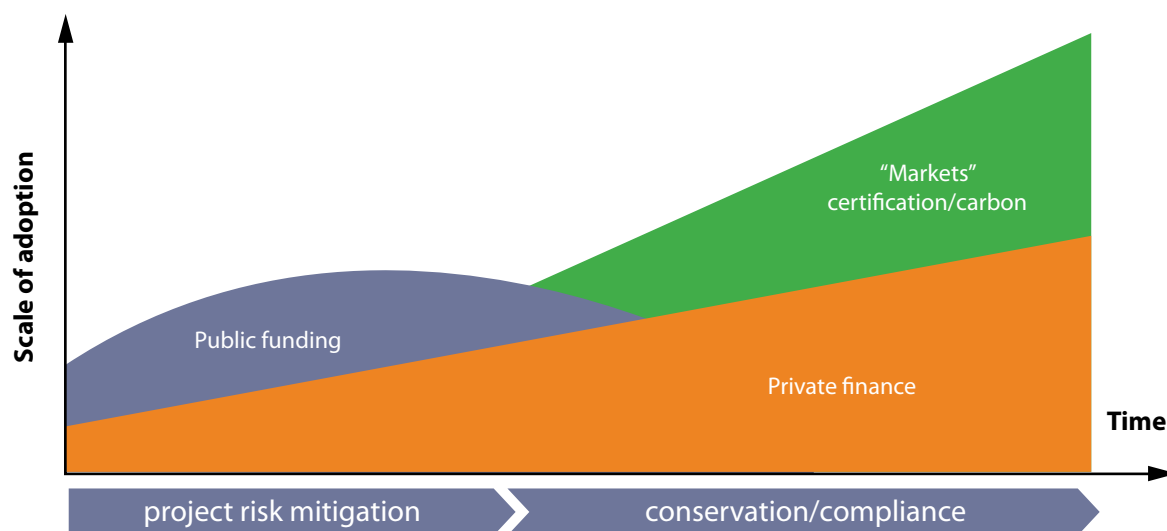 Scale of adoption
“Markets”
certification/carbon
Public funding
Private finance
Time
project risk mitigation
conservation/compliance